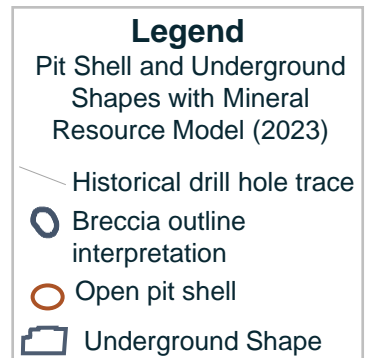 Legend
Pit Shell and Underground
Shapes with Mineral
Resource Model (2023)
Historical drill hole trace
Breccia outline
interpretation
Open pit shell
Underground Shape